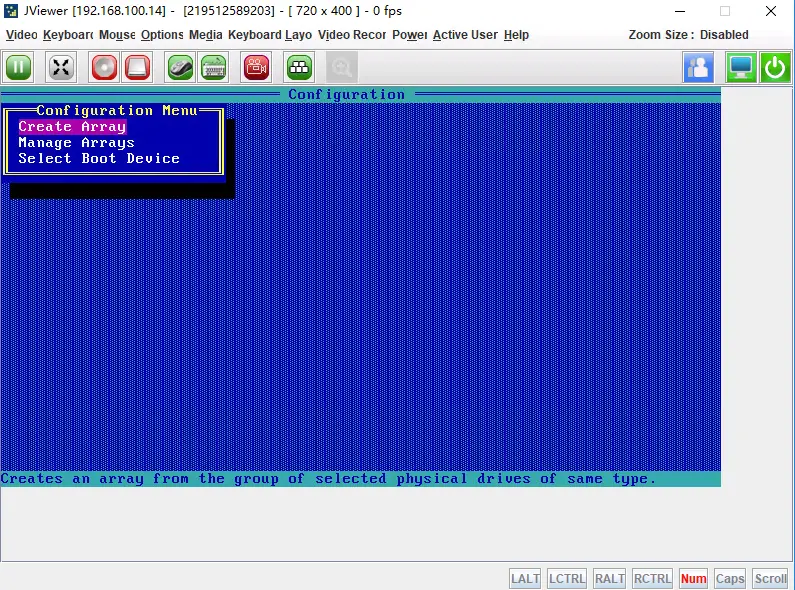 JViewer [192.168.100.14] - [219512589203] - [ 720 x 400 ] - 0 fps
Video Keyboard Mouse Options Media Keyboard Layo Video Recor Power Active User Help Zoom Size : Disabled
Configuration
Configuration Menu
Create Array
Manage Arrays
Select Boot Device
Creates an array from the group of selected physical drives of same type.
LALT LCTRL RALT RCTRL Num Caps Scroll